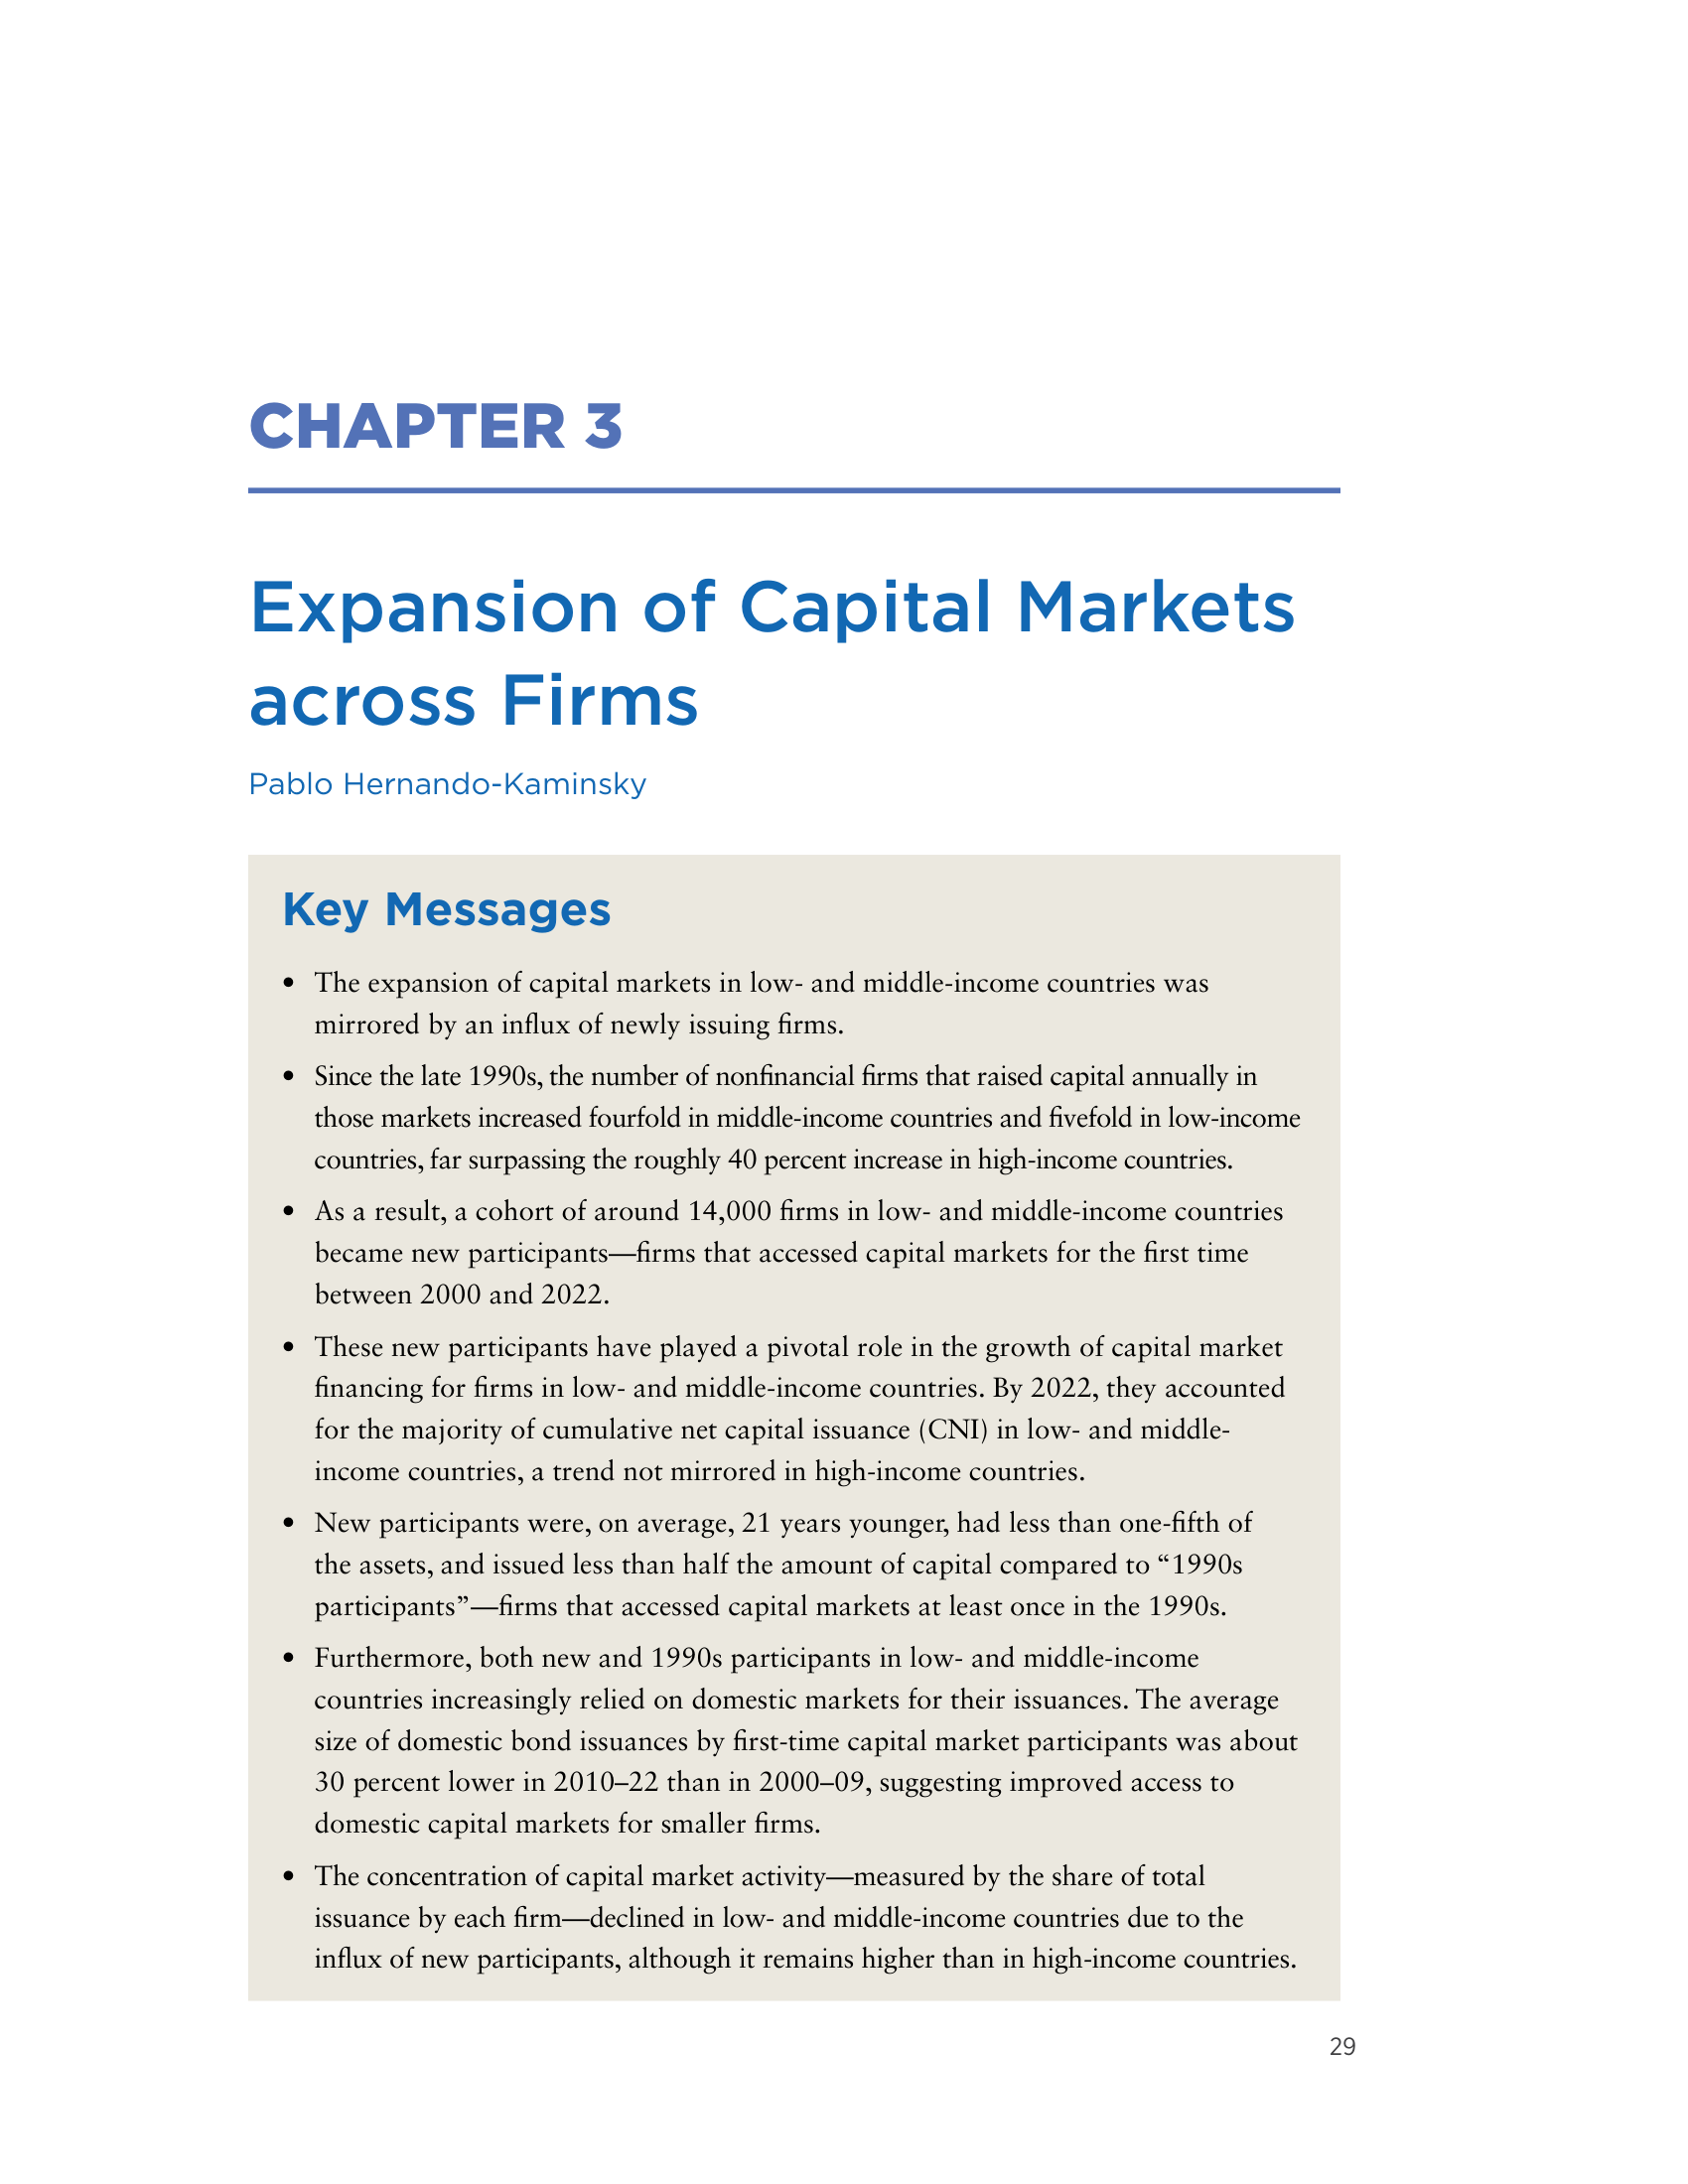 CHAPTER 3
Expansion of Capital Markets
across Firms
Pablo Hernando-Kaminsky
Key Messages
• The expansion of capital markets in low- and middle-income countries was
mirrored by an influx of newly issuing firms.
• Since the late 1990s, the number of nonfinancial firms that raised capital annually in
those markets increased fourfold in middle-income countries and fivefold in low-income
countries, far surpassing the roughly 40 percent increase in high-income countries.
• As a result, a cohort of around 14,000 firms in low- and middle-income countries
became new participants—firms that accessed capital markets for the first time
between 2000 and 2022.
• These new participants have played a pivotal role in the growth of capital market
financing for firms in low- and middle-income countries. By 2022, they accounted
for the majority of cumulative net capital issuance (CNI) in low- and middle-
income countries, a trend not mirrored in high-income countries.
• New participants were, on average, 21 years younger, had less than one-fifth of
the assets, and issued less than half the amount of capital compared to “1990s
participants”—firms that accessed capital markets at least once in the 1990s.
• Furthermore, both new and 1990s participants in low- and middle-income
countries increasingly relied on domestic markets for their issuances. The average
size of domestic bond issuances by first-time capital market participants was about
30 percent lower in 2010–22 than in 2000–09, suggesting improved access to
domestic capital markets for smaller firms.
• The concentration of capital market activity—measured by the share of total
issuance by each firm—declined in low- and middle-income countries due to the
influx of new participants, although it remains higher than in high-income countries.
29